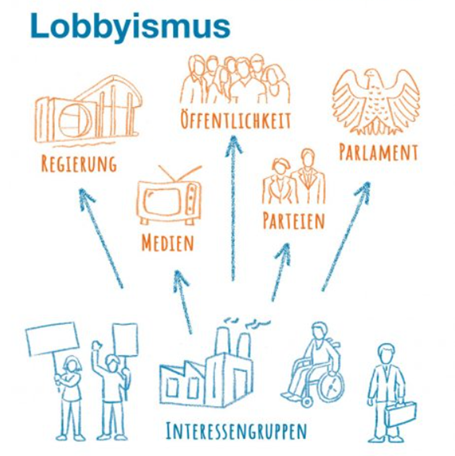 Lobbyismus
ÖFFENTLICHKEIT
REGIERUNG
PARLAMENT
MEDIEN
PARTEIEN
INTERESSENGRUPPEN